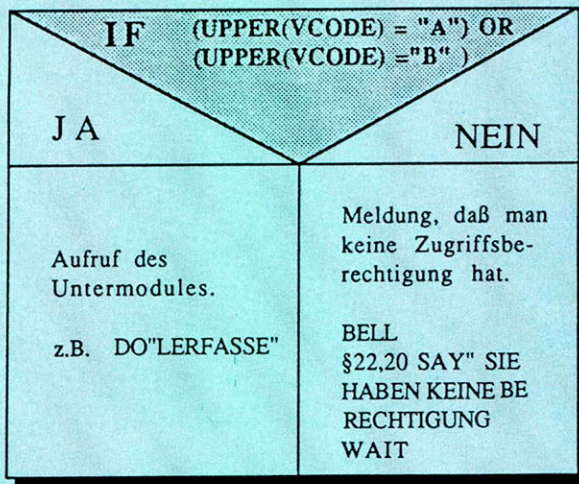 IF (UPPER(VCODE) = "A") OR
(UPPER(VCODE) ="B" )
JA
NEIN
Aufruf des
Untermodules.
z.B. DO"LERFASSE"
Meldung, daß man
keine Zugriffsbe-
rechtigung hat.
BELL
§22,20 SAY" SIE
HABEN KEINE BE
RECHTIGUNG
WAIT